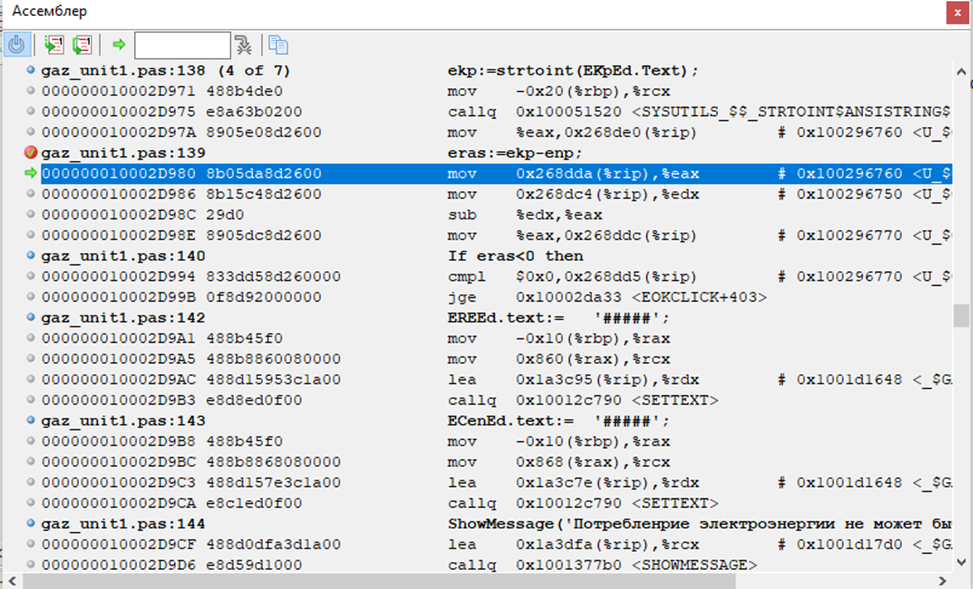 Ассемблер
gaz_unit1.pas:138 (4 of 7) ekp:=strtoint(EKpEd.Text);
000000010002D971 488b4de0 mov -0x20(%rbp),%rcx
000000010002D975 e8a63b0200 callq 0x100051520 <SYSUTILS_$$_STRTOINT$ANSISTRING$
000000010002D97A 8905e08d2600 mov %eax,0x268de0(%rip) # 0x100296760 <U_$
gaz_unit1.pas:139 eras:=ekp-enp;
000000010002D980 8b05da8d2600 mov 0x268dda(%rip),%eax # 0x100296760 <U_$
000000010002D986 8b15c48d2600 mov 0x268dc4(%rip),%edx # 0x100296750 <U_$
000000010002D98C 29d0 sub %edx,%eax
000000010002D98E 8905dc8d2600 mov %eax,0x268ddc(%rip) # 0x100296770 <U_$
gaz_unit1.pas:140 If eras<0 then
000000010002D994 833dd58d260000 cmpl $0x0,0x268dd5(%rip) # 0x100296770 <U_$
000000010002D99B 0f8d92000000 jge 0x10002da33 <EOKCLICK+403>
gaz_unit1.pas:142 EREEd.text:= '#####';
000000010002D9A1 488b45f0 mov -0x10(%rbp),%rax
000000010002D9A5 488b8860080000 mov 0x860(%rax),%rcx
000000010002D9AC 488d15953c1a00 lea 0x1a3c95(%rip),%rdx # 0x1001d1648 <_$GA
000000010002D9B3 e8d8ed0f00 callq 0x10012c790 <SETTEXT>
gaz_unit1.pas:143 ECenEd.text:= '#####';
000000010002D9B8 488b45f0 mov -0x10(%rbp),%rax
000000010002D9BC 488b8868080000 mov 0x868(%rax),%rcx
000000010002D9C3 488d157e3c1a00 lea 0x1a3c7e(%rip),%rdx # 0x1001d1648 <_$GA
000000010002D9CA e8c1ed0f00 callq 0x10012c790 <SETTEXT>
gaz_unit1.pas:144 ShowMessage('Потребленрие электроэнергии не может бы
000000010002D9CF 488d0dfa3d1a00 lea 0x1a3dfa(%rip),%rcx # 0x1001d17d0 <_$GA
000000010002D9D6 e8d59d1000 callq 0x1001377b0 <SHOWMESSAGE>